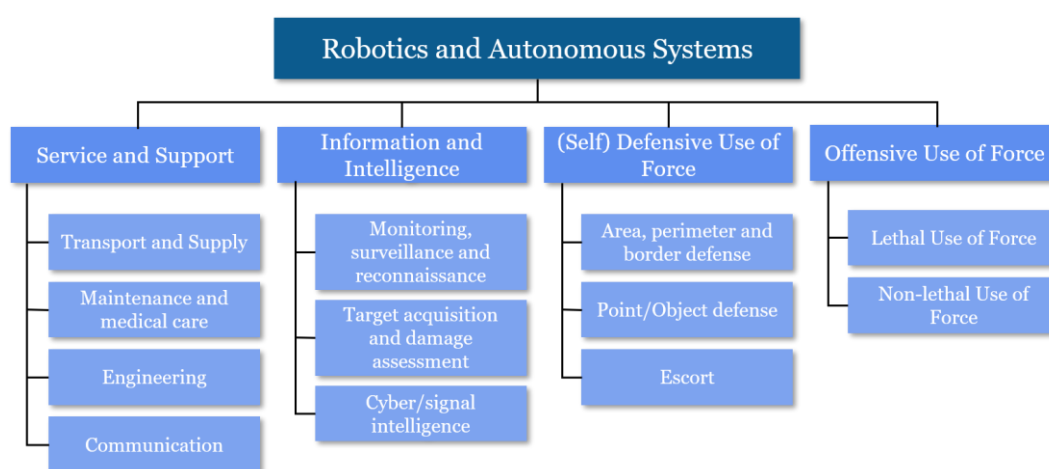 Robotics and Autonomous Systems
Service and Support
Transport and Supply
Maintenance and
medical care
Engineering
Communication
Information and
Intelligence
Monitoring,
surveillance and
reconnaissance
Target acquisition
and damage
assessment
Cyber/signal
intelligence
(Self) Defensive Use of
Force
Area, perimeter and
border defense
Point/Object defense
Escort
Offensive Use of Force
Lethal Use of Force
Non-lethal Use of
Force